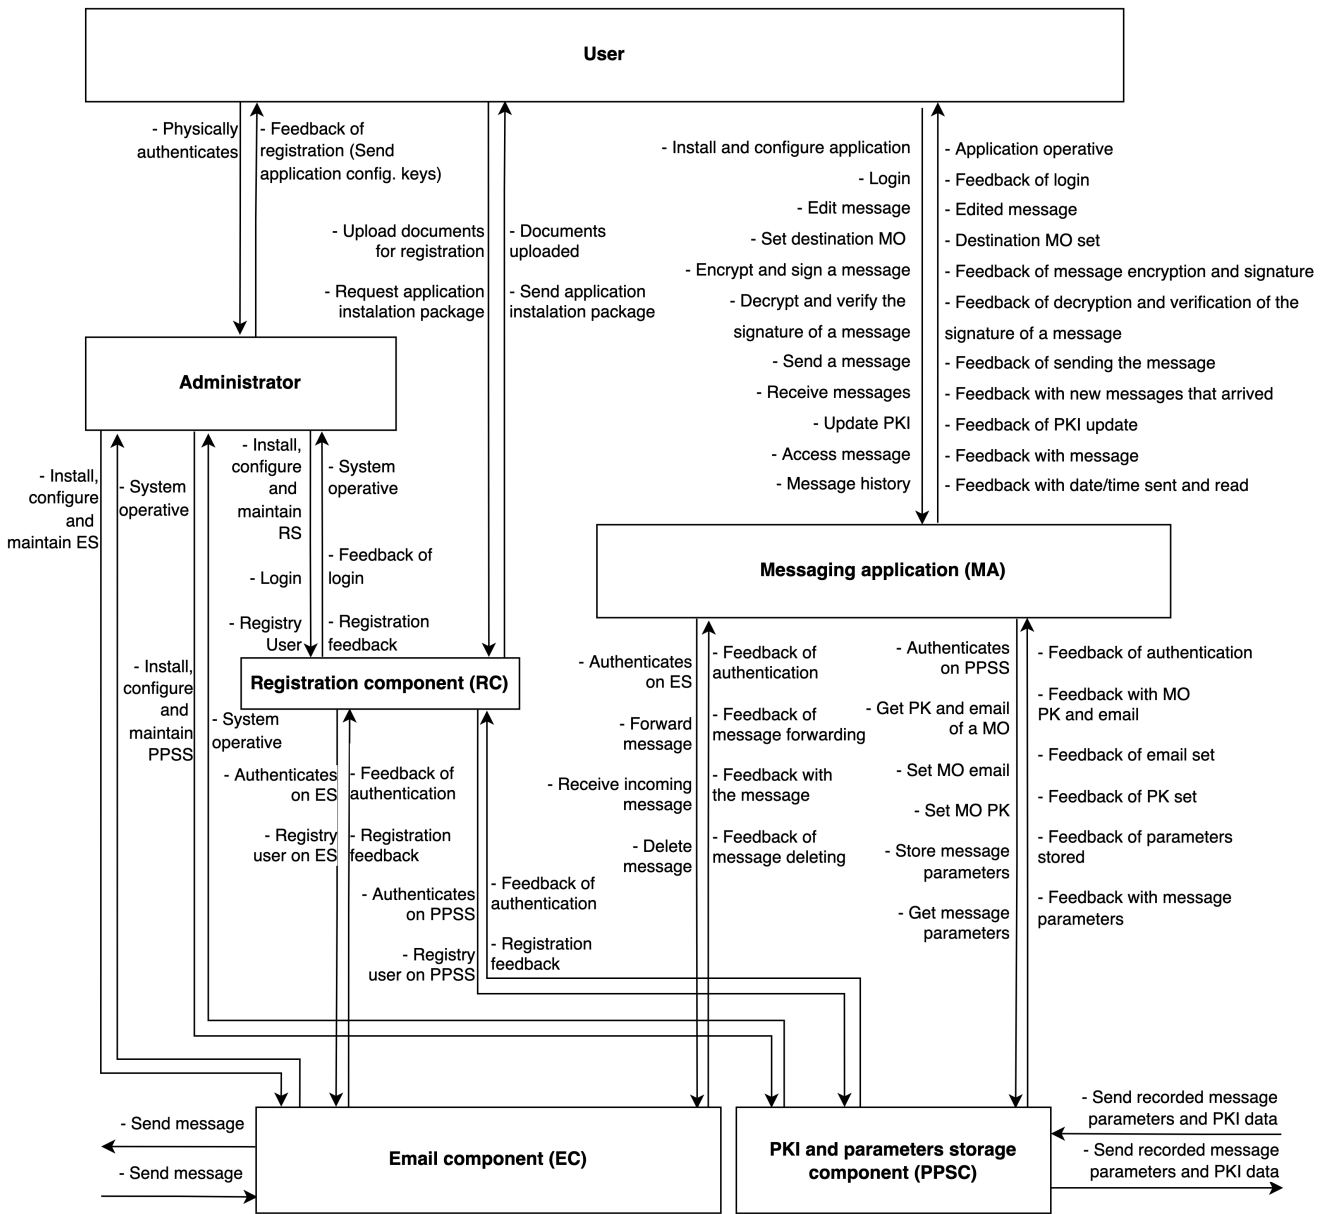 User
- Physically
authenticates
- Feedback of
registration (Send
application config. keys)
- Upload documents
for registration
- Request application
instalation package
- Documents
uploaded
- Send application
instalation package
- Install and configure application
- Login
- Edit message
- Set destination MO
- Encrypt and sign a message
- Decrypt and verify the
signature of a message
- Send a message
- Receive messages
- Update PKI
- Access message
- Message history
- Application operative
- Feedback of login
- Edited message
- Destination MO set
- Feedback of message encryption and signature
- Feedback of decryption and verification of the
signature of a message
- Feedback of sending the message
- Feedback with new messages that arrived
- Feedback of PKI update
- Feedback with message
- Feedback with date/time sent and read
Administrator
- Install,
configure
and
maintain ES
- System
operative
- Install,
configure
and
maintain
RS
- Login
- Registry
User
- System
operative
- Feedback of
login
- Registration
feedback
- Install,
configure
and
maintain
PPSS
- System
operative
Messaging application (MA)
Registration component (RC)
- Authenticates
on ES
- Registry
user on ES
- Feedback of
authentication
- Registration
feedback
- Authenticates
on PPSS
- Registry
user on PPSS
- Feedback of
authentication
- Registration
feedback
- Authenticates
on ES
- Forward
message
- Receive incoming
message
- Delete
message
- Feedback of
authentication
- Feedback of
message forwarding
- Feedback with
the message
- Feedback of
message deleting
- Authenticates
on PPSS
- Get PK and email
of a MO
- Set MO email
- Set MO PK
- Store message
parameters
- Get message
parameters
- Feedback of authentication
- Feedback with MO
PK and email
- Feedback of email set
- Feedback of PK set
- Feedback of parameters
stored
- Feedback with message
parameters
- Send message
- Send message
Email component (EC)
PKI and parameters storage
component (PPSC)
- Send recorded message
parameters and PKI data
- Send recorded message
parameters and PKI data